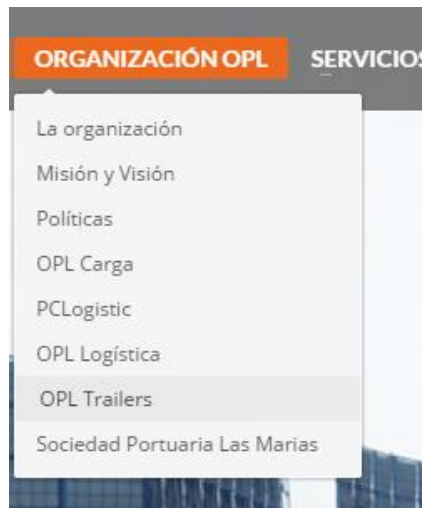 ORGANIZACIÓN OPL SERVICIOS
La organización
Misión y Visión
Políticas
OPL Carga
PCLogistic
OPL Logística
OPL Trailers
Sociedad Portuaria Las Marias